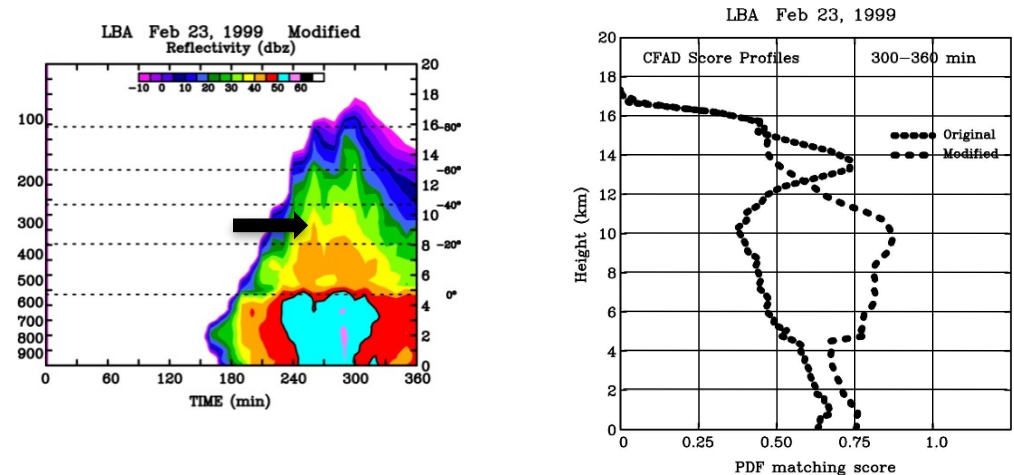 LBA Feb 23, 1999 Modified
Reflectivity (dbz)
-10 0 10 20 30 40 50 60
100
200
300
400
500
600
700
800
900
20
18
16 -80°
14
-60°
12
-40°
10
8 -20°
6
0°
4
2
0
0 60 120 180 240 300 360
TIME (min)
LBA Feb 23, 1999
CFAD Score Profiles 300-360 min
Original
Modified
20
18
16
14
12
10
8
6
4
2
0
Height (km)
0 0.25 0.50 0.75 1.0
PDF matching score